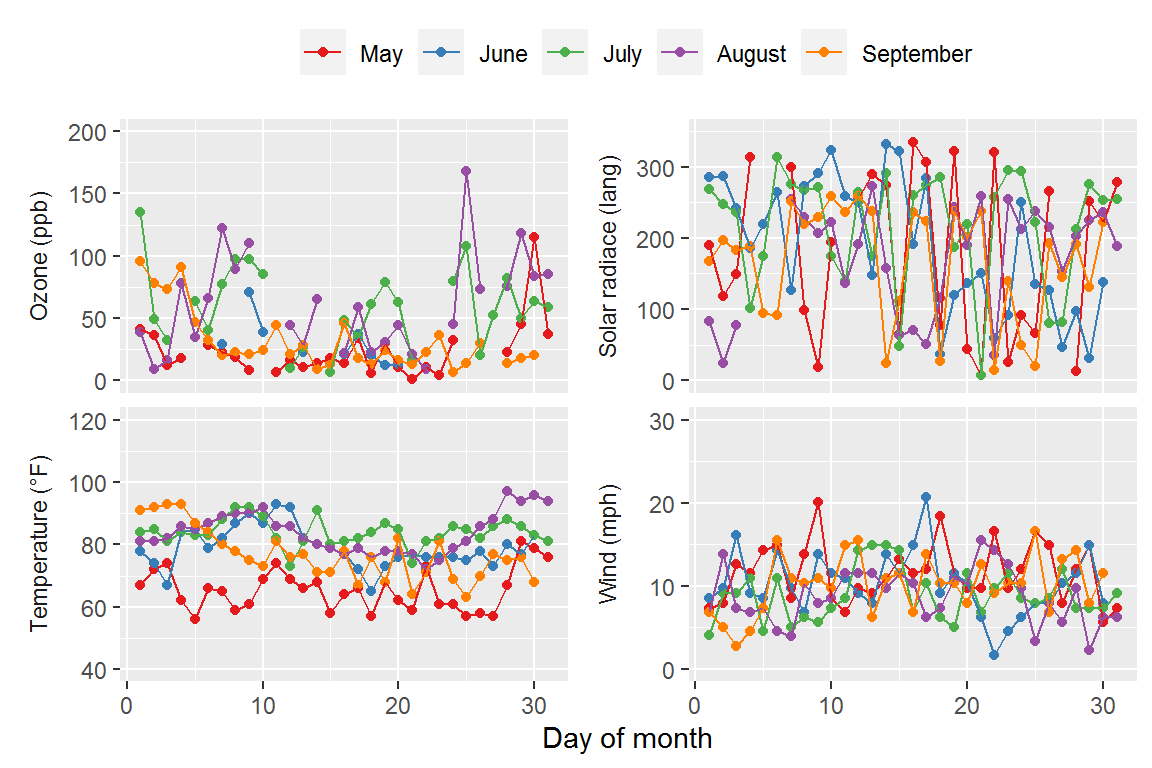 May June July August September
Ozone (ppb)
200
150
100
50
0
Solar radiace (lang)
300
200
100
0
Temperature (°F)
120
100
80
60
40
0 10 20 30
Wind (mph)
30
20
10
0
0 10 20 30
Day of month